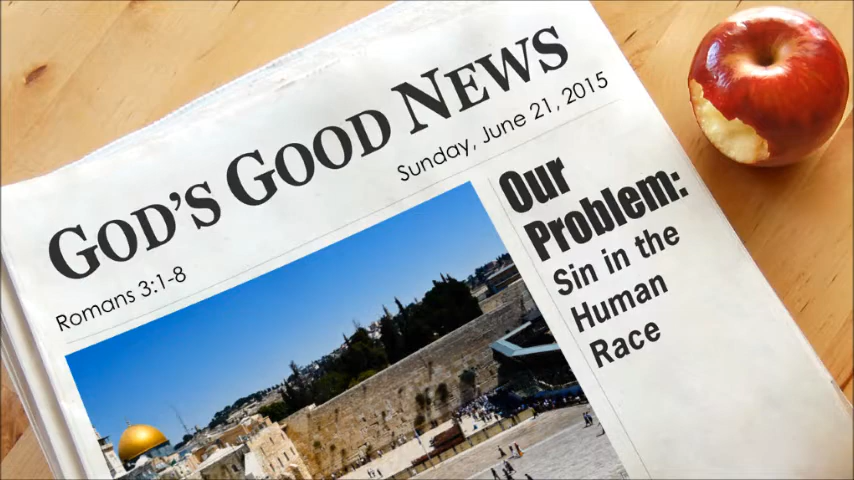 GOD'S GOOD NEWS
Sunday, June 21, 2015
Romans 3:1-8
Our
Problem:
Sin in the
Human
Race